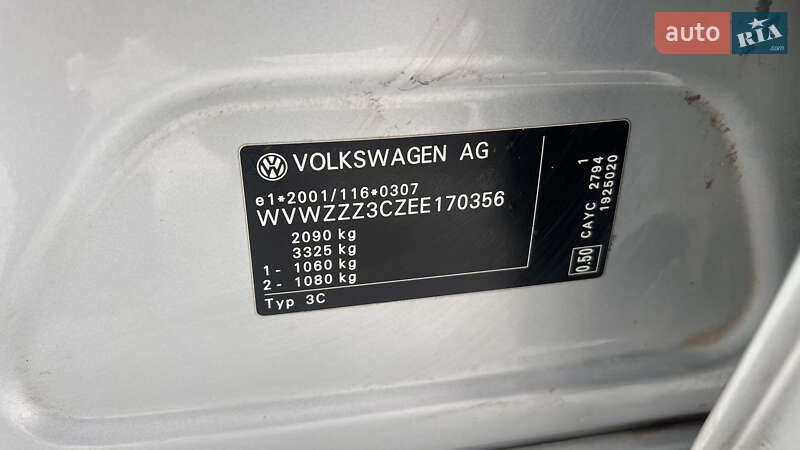 auto RIA .com
VOLKSWAGEN AG
e1*2001/116*0307
WVWZZZ3CZEE170356
2090 kg
3325 kg
1 - 1060 kg
2 - 1080 kg
Typ 3C
0.50 CAYC 2794 1
1925020